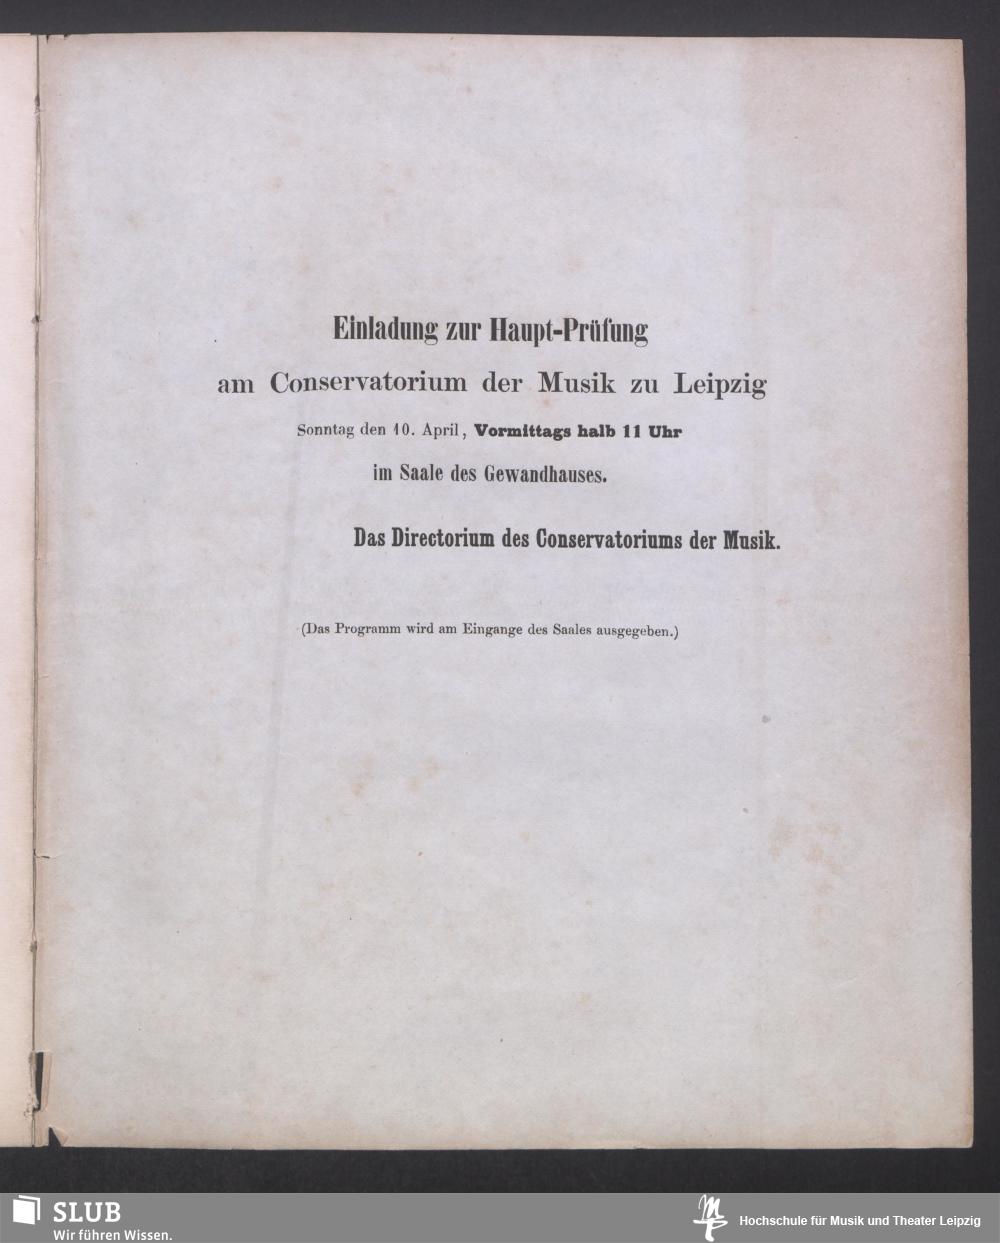 Einladung zur Haupt-Prüfung
am Conservatorium der Musik zu Leipzig
Sonntag den 10. April, Vormittags halb 11 Uhr
im Saale des Gewandhauses.
Das Directorium des Conservatoriums der Musik.
(Das Programm wird am Eingange des Saales ausgegeben.)
SLUB
Wir führen Wissen.
Hochschule für Musik und Theater Leipzig